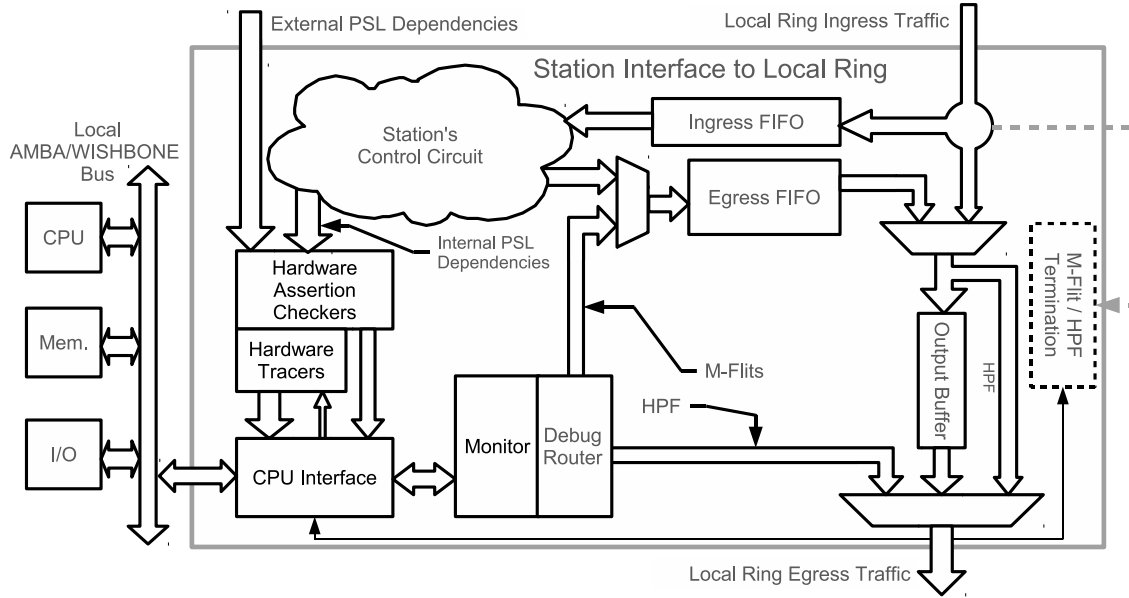 External PSL Dependencies
Local Ring Ingress Traffic
Station Interface to Local Ring
Local
AMBA/WISHBONE
Bus
Station's
Control Circuit
Ingress FIFO
Egress FIFO
CPU
Mem.
I/O
Internal PSL
Dependencies
Hardware
Assertion
Checkers
Hardware
Tracers
M-Flits
HPF
Monitor
Debug
Router
CPU Interface
Output Buffer
HPF
M-Flit / HPF
Termination
Local Ring Egress Traffic